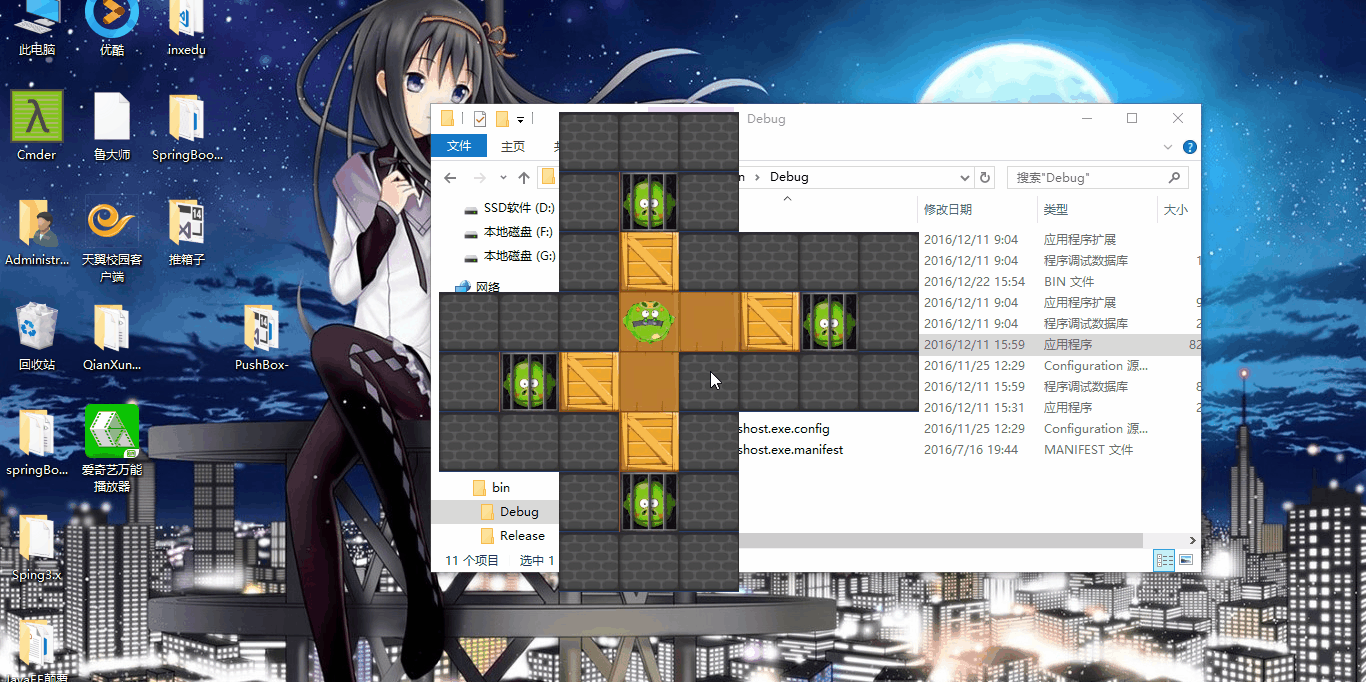 此电脑
优酷
inxedu
Cmder
鲁大师
SpringBoo...
Administr...
天翼校园客
户端
推箱子
回收站
QianXun...
PushBox-
springBo...
爱奇艺万能
播放器
Sping3.x
Debug
文件
主页
Debug
搜索"Debug"
SSD软件 (D:)
本地磁盘 (F:)
本地磁盘 (G:)
网络
修改日期
类型
大小
2016/12/11 9:04
应用程序扩展
2016/12/11 9:04
程序调试数据库
1
2016/12/22 15:54
BIN 文件
2016/12/11 9:04
应用程序扩展
9
2016/12/11 9:04
程序调试数据库
2
2016/12/11 15:59
应用程序
82
2016/11/25 12:29
Configuration 源...
2016/12/11 15:59
程序调试数据库
8
2016/12/11 15:31
应用程序
2
shost.exe.config
2016/11/25 12:29
Configuration 源...
shost.exe.manifest
2016/7/16 19:44
MANIFEST 文件
bin
Debug
Release
11 个项目
选中 1